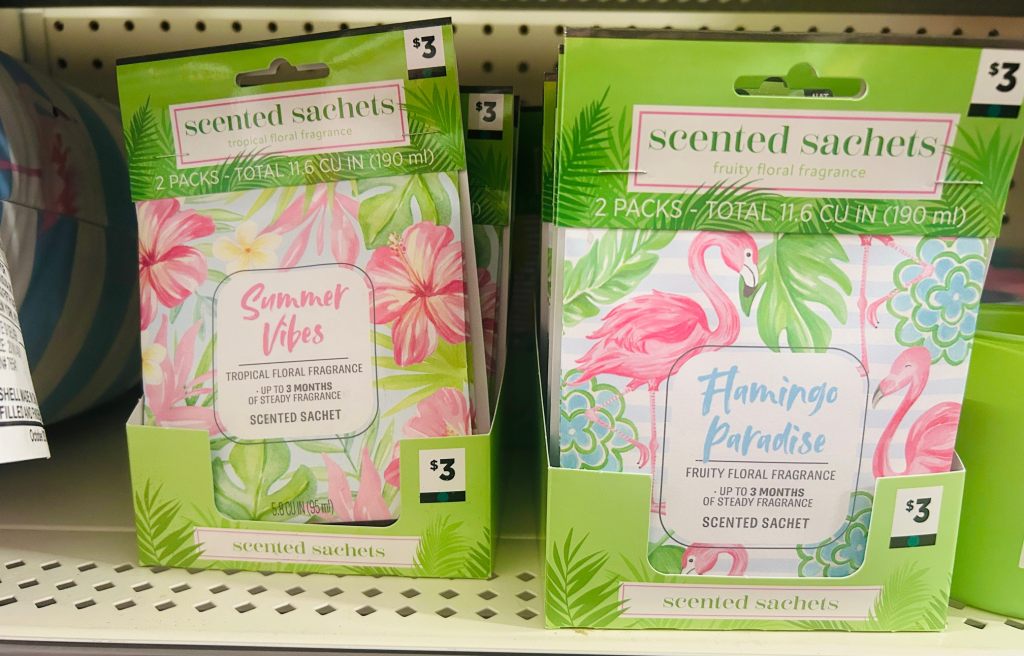 $3
scented sachets
tropical floral fragrance
2 PACKS - TOTAL 11.6 CU IN (190 ml)
Summer
Vibes
TROPICAL FLORAL FRAGRANCE
· UP TO 3 MONTHS
OF STEADY FRAGRANCE
SCENTED SACHET
5.8 CU IN (95 ml)
$3
scented sachets
$3
$3
scented sachets
fruity floral fragrance
2 PACKS - TOTAL 11.6 CU IN (190 ml)
Flamingo
Paradise
FRUITY FLORAL FRAGRANCE
· UP TO 3 MONTHS
OF STEADY FRAGRANCE
SCENTED SACHET
$3
scented sachets